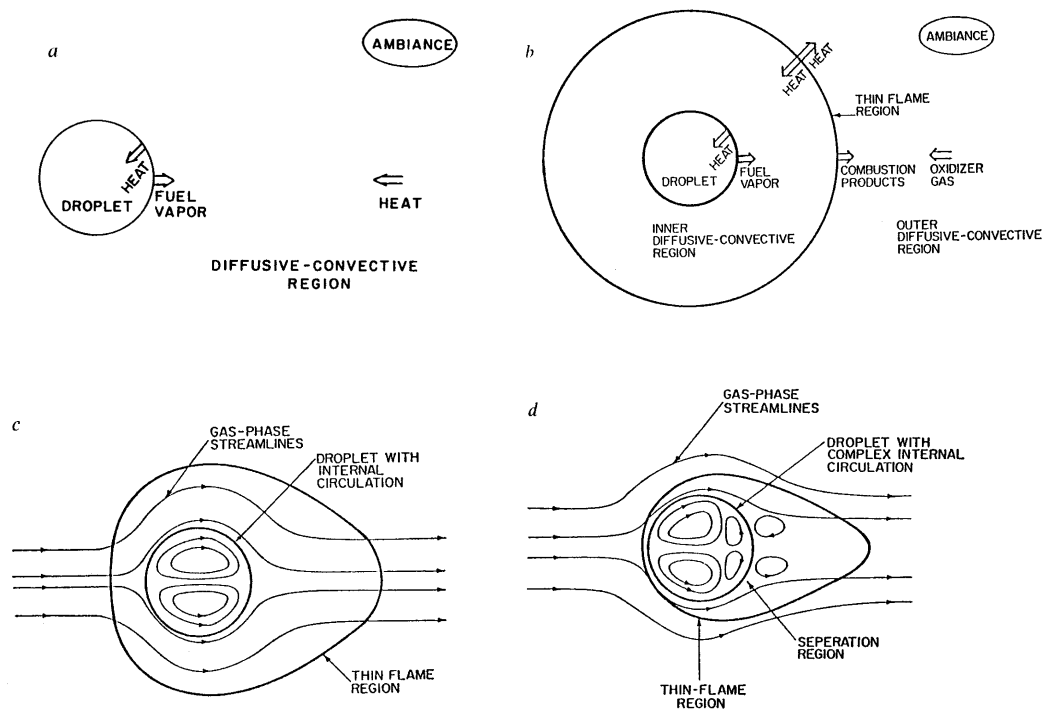 a
AMBIANCE
HEAT
DROPLET
FUEL
VAPOR
HEAT
DIFFUSIVE-CONVECTIVE
REGION
b
AMBIANCE
HEAT
HEAT
THIN FLAME
REGION
HEAT
DROPLET
FUEL
VAPOR
COMBUSTION
PRODUCTS
OXIDIZER
GAS
INNER
DIFFUSIVE-CONVECTIVE
REGION
OUTER
DIFFUSIVE-CONVECTIVE
REGION
c
GAS-PHASE
STREAMLINES
DROPLET WITH
INTERNAL
CIRCULATION
THIN FLAME
REGION
d
GAS-PHASE
STREAMLINES
DROPLET WITH
COMPLEX INTERNAL
CIRCULATION
SEPERATION
REGION
THIN-FLAME
REGION